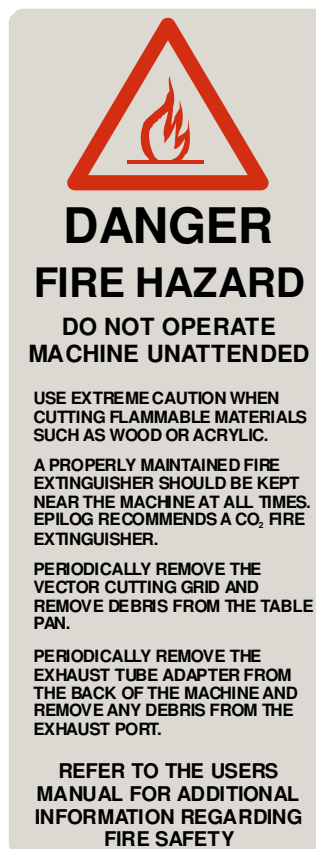 DANGER
FIRE HAZARD
DO NOT OPERATE
MACHINE UNATTENDED
USE EXTREME CAUTION WHEN
CUTTING FLAMMABLE MATERIALS
SUCH AS WOOD OR ACRYLIC.
A PROPERLY MAINTAINED FIRE
EXTINGUISHER SHOULD BE KEPT
NEAR THE MACHINE AT ALL TIMES.
EPILOG RECOMMENDS A CO₂ FIRE
EXTINGUISHER.
PERIODICALLY REMOVE THE
VECTOR CUTTING GRID AND
REMOVE DEBRIS FROM THE TABLE
PAN.
PERIODICALLY REMOVE THE
EXHAUST TUBE ADAPTER FROM
THE BACK OF THE MACHINE AND
REMOVE ANY DEBRIS FROM THE
EXHAUST PORT.
REFER TO THE USERS
MANUAL FOR ADDITIONAL
INFORMATION REGARDING
FIRE SAFETY